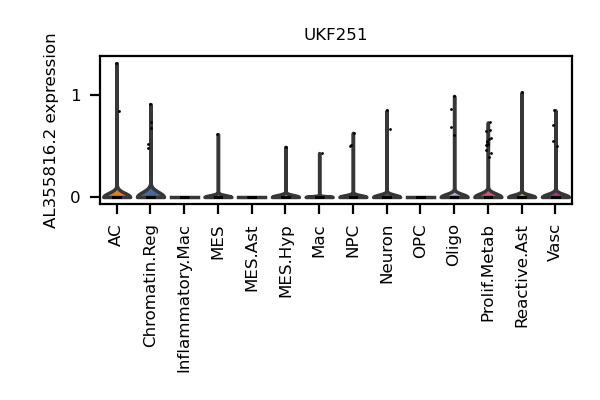 UKF251
AL355816.2 expression
1
0
AC
Chromatin.Reg
Inflammatory.Mac
MES
MES.Ast
MES.Hyp
Mac
NPC
Neuron
OPC
Oligo
Prolif.Metab
Reactive.Ast
Vasc